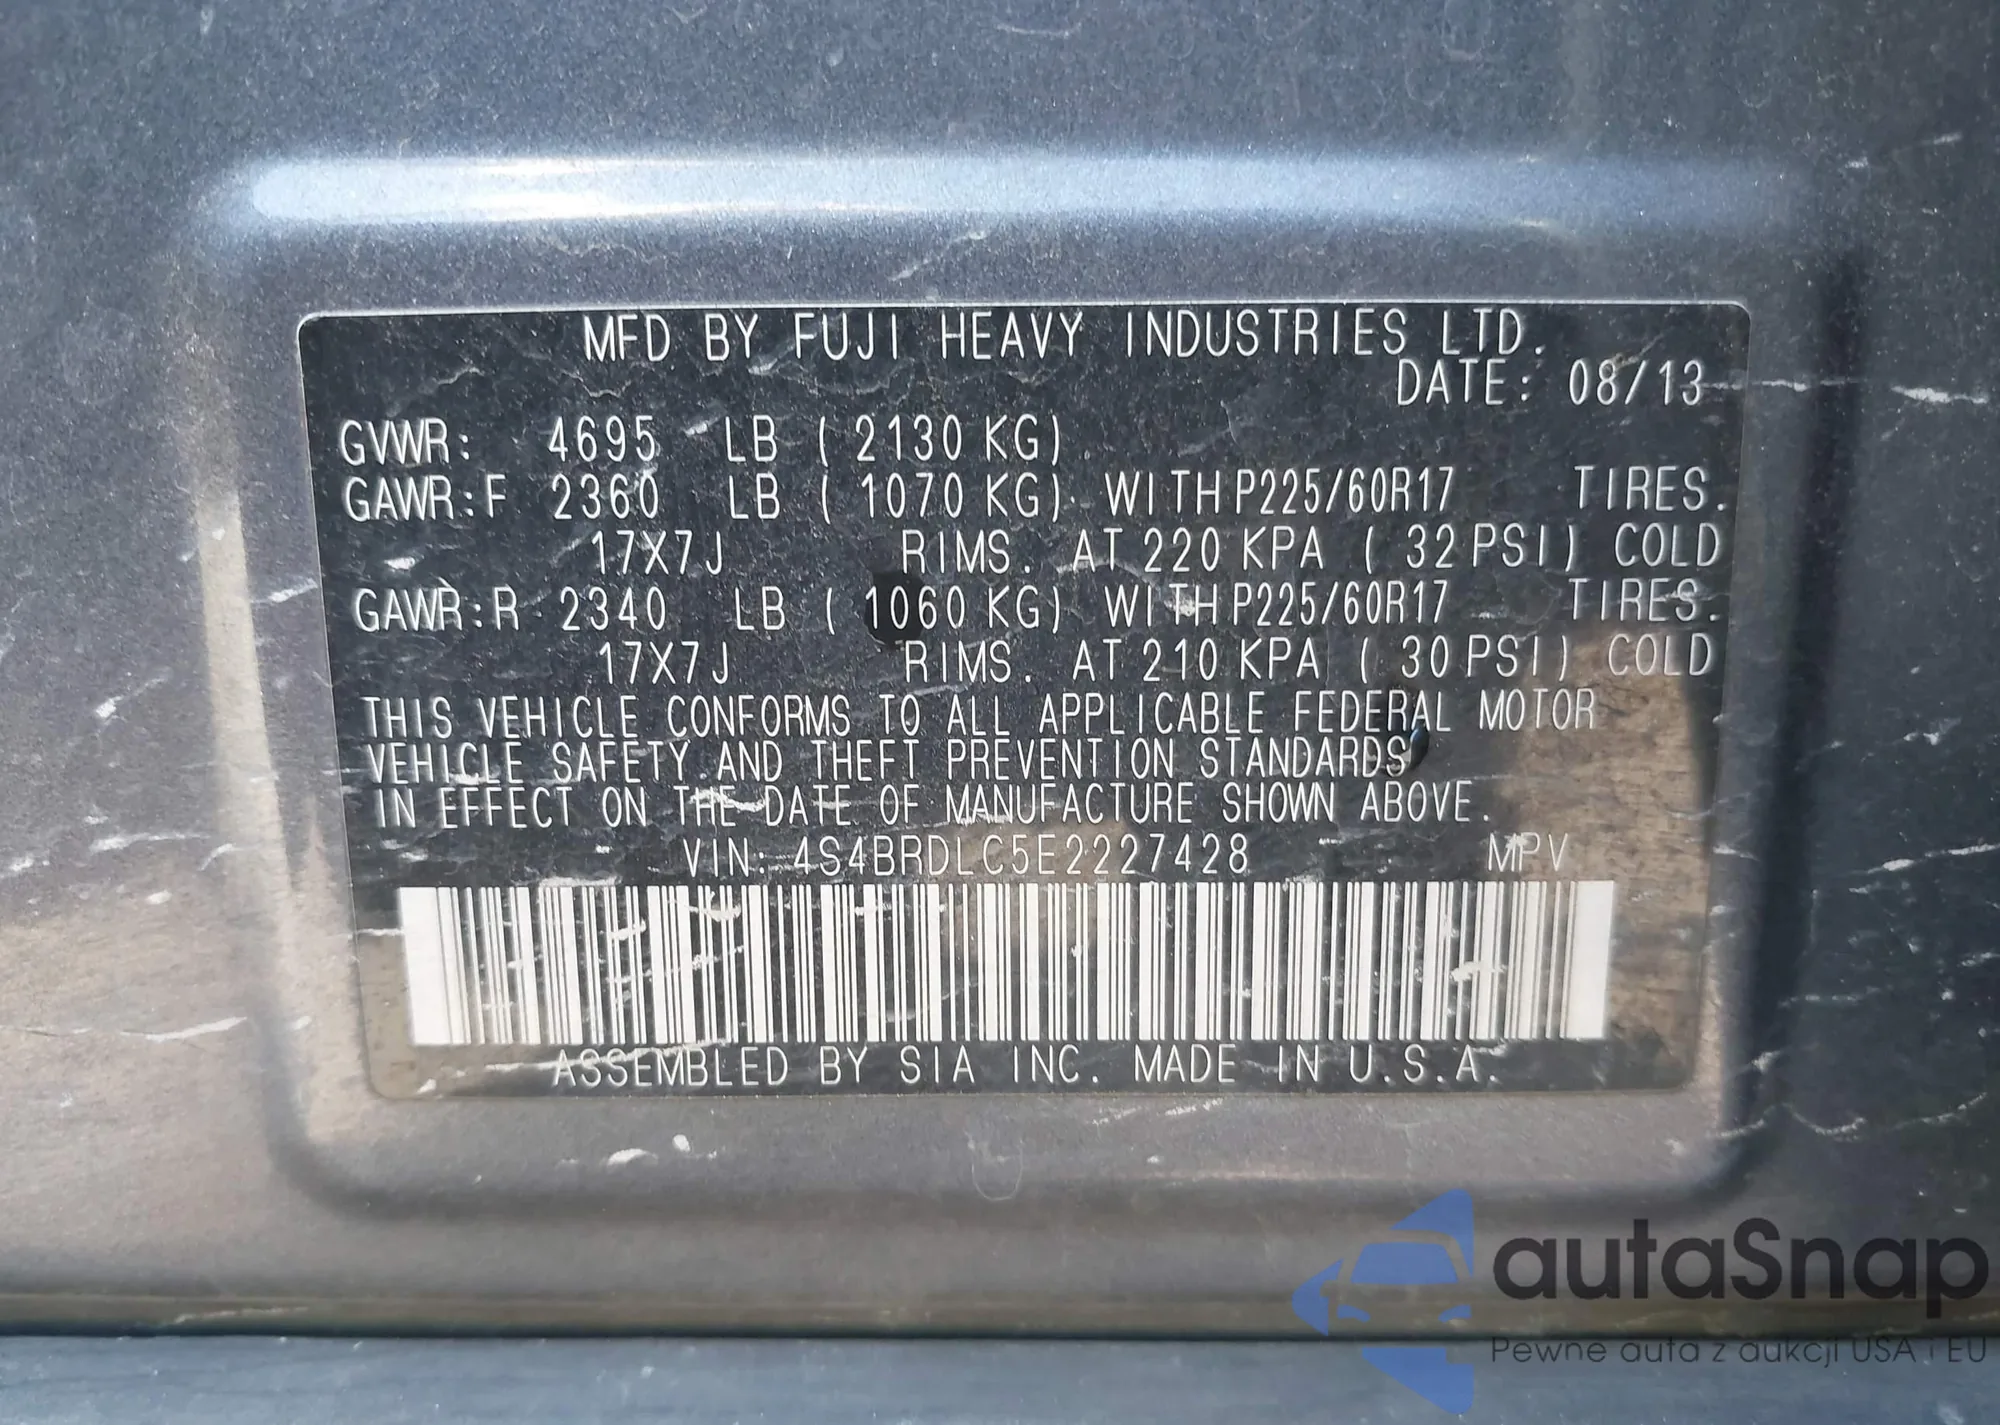 MFD BY FUJI HEAVY INDUSTRIES LTD.
DATE: 08/13
GVWR: 4695 LB ( 2130 KG)
GAWR:F 2360 LB ( 1070 KG) WITH P225/60R17 TIRES.
17X7J RIMS. AT 220 KPA ( 32 PSI) COLD
GAWR:R 2340 LB ( 1060 KG) WITH P225/60R17 TIRES.
17X7J RIMS. AT 210 KPA ( 30 PSI) COLD
THIS VEHICLE CONFORMS TO ALL APPLICABLE FEDERAL MOTOR
VEHICLE SAFETY AND THEFT PREVENTION STANDARDS
IN EFFECT ON THE DATE OF MANUFACTURE SHOWN ABOVE.
VIN: 4S4BRDLC5E2227428 MPV
ASSEMBLED BY SIA INC. MADE IN U.S.A.
autaSnap
Pewne auta z aukcji USA i EU